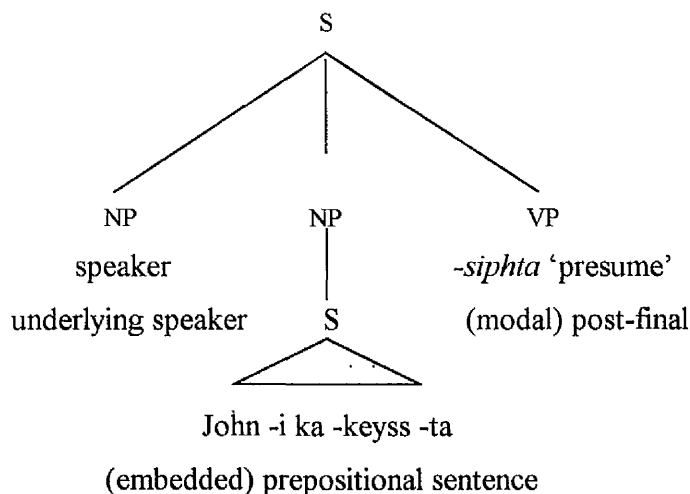 S
NP NP VP
speaker -siphta ‘presume’
underlying speaker S (modal) post-final
John -i ka -keyss -ta
(embedded) prepositional sentence